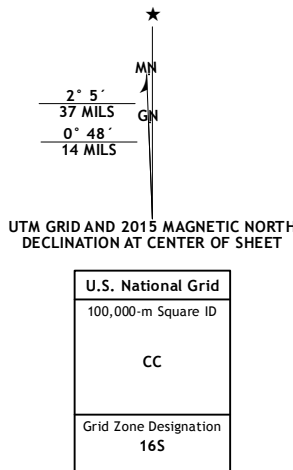 MN
2° 5´
37 MILS
GN
0° 48´
14 MILS
UTM GRID AND 2015 MAGNETIC NORTH
DECLINATION AT CENTER OF SHEET
U.S. National Grid
100,000-m Square ID
CC
Grid Zone Designation
16S